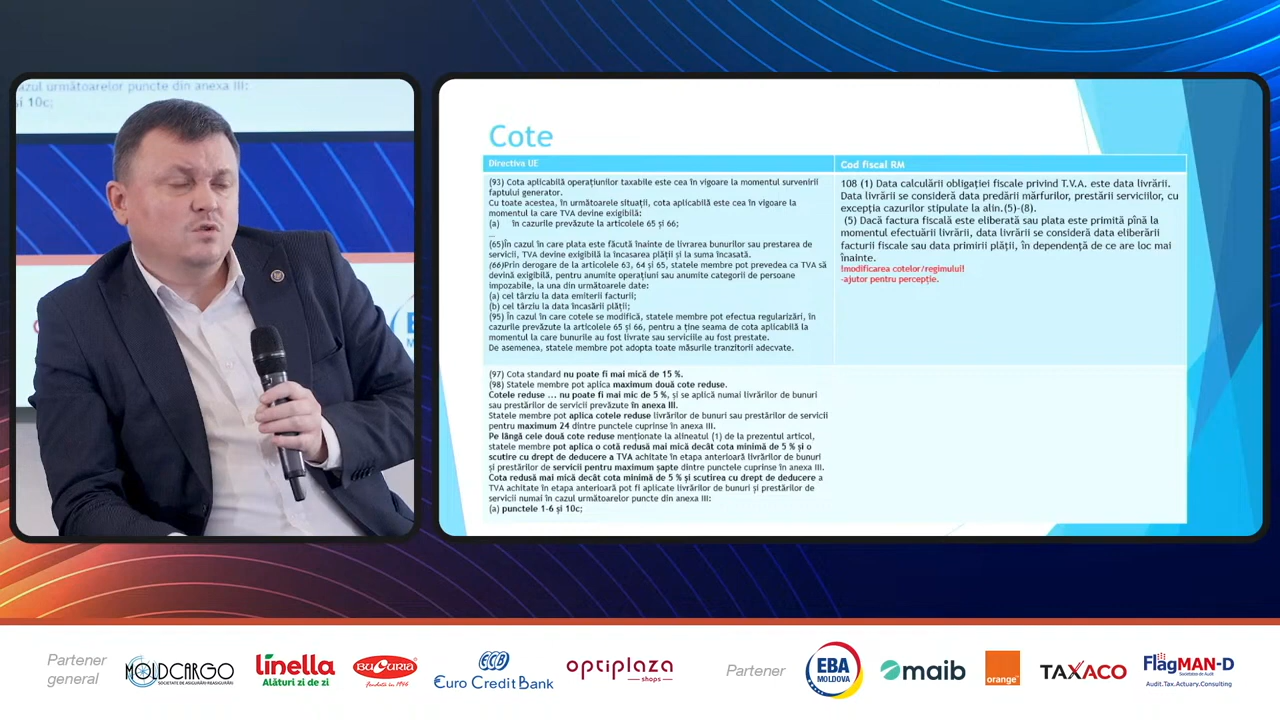 azul următoarelor puncte din anexa III:
și 10c;
Cote
Directiva UE
Cod fiscal RM
(93) Cota aplicabilă operațiunilor taxabile este cea în vigoare la momentul survenirii
faptului generator.
Cu toate acestea, în următoarele situații, cota aplicabilă este cea în vigoare la
momentul la care TVA devine exigibilă:
(a) în cazurile prevăzute la articolele 65 și 66;
…
(65)În cazul în care plata este făcută înainte de livrarea bunurilor sau prestarea de
servicii, TVA devine exigibilă la încasarea plății și la suma încasată.
(66)Prin derogare de la articolele 63, 64 și 65, statele membre pot prevedea ca TVA să
devină exigibilă, pentru anumite operațiuni sau anumite categorii de persoane
impozabile, la una din următoarele date:
(a) cel târziu la data emiterii facturii;
(b) cel târziu la data încasării plății;
(95) În cazul în care cotele se modifică, statele membre pot efectua regularizări, în
cazurile prevăzute la articolele 65 și 66, pentru a ține seama de cota aplicabilă la
momentul la care bunurile au fost livrate sau serviciile au fost prestate.
De asemenea, statele membre pot adopta toate măsurile tranzitorii adecvate.
108 (1) Data calculării obligației fiscale privind T.V.A. este data livrării.
Data livrării se consideră data predării mărfurilor, prestării serviciilor, cu
excepția cazurilor stipulate la alin.(5)-(8).
(5) Dacă factura fiscală este eliberată sau plata este primită pînă la
momentul efectuării livrării, data livrării se consideră data eliberării
facturii fiscale sau data primirii plății, în dependență de ce are loc mai
înainte.
!modificarea cotelor/regimului!
-ajutor pentru percepție.
(97) Cota standard nu poate fi mai mică de 15 %.
(98) Statele membre pot aplica maximum două cote reduse.
Cotele reduse ... nu poate fi mai mic de 5 %, și se aplică numai livrărilor de bunuri
sau prestărilor de servicii prevăzute în anexa III.
Statele membre pot aplica cotele reduse livrărilor de bunuri sau prestărilor de servicii
pentru maximum 24 dintre punctele cuprinse în anexa III.
Pe lângă cele două cote reduse menționate la alineatul (1) de la prezentul articol,
statele membre pot aplica o cotă redusă mai mică decât cota minimă de 5 % și o
scutire cu drept de deducere a TVA achitate în etapa anterioară livrărilor de bunuri
și prestărilor de servicii pentru maximum șapte dintre punctele cuprinse în anexa III.
Cota redusă mai mică decât cota minimă de 5 % și scutirea cu drept de deducere a
TVA achitate în etapa anterioară pot fi aplicate livrărilor de bunuri și prestărilor de
servicii numai în cazul următoarelor puncte din anexa III:
(a) punctele 1-6 și 10c;
Partener
general
MOLDCARGO
SOCIETATE DE ASIGURĂRI-REASIGURĂRI
linella
Alături zi de zi
BUCURIA
fondată în 1946
ECB
Euro Credit Bank
optiplaza
shops
Partener
EBA
MOLDOVA
maib
orange
TAXACO
FlagMAN-D
Societatea de Audit
Audit.Tax.Actuary.Consulting